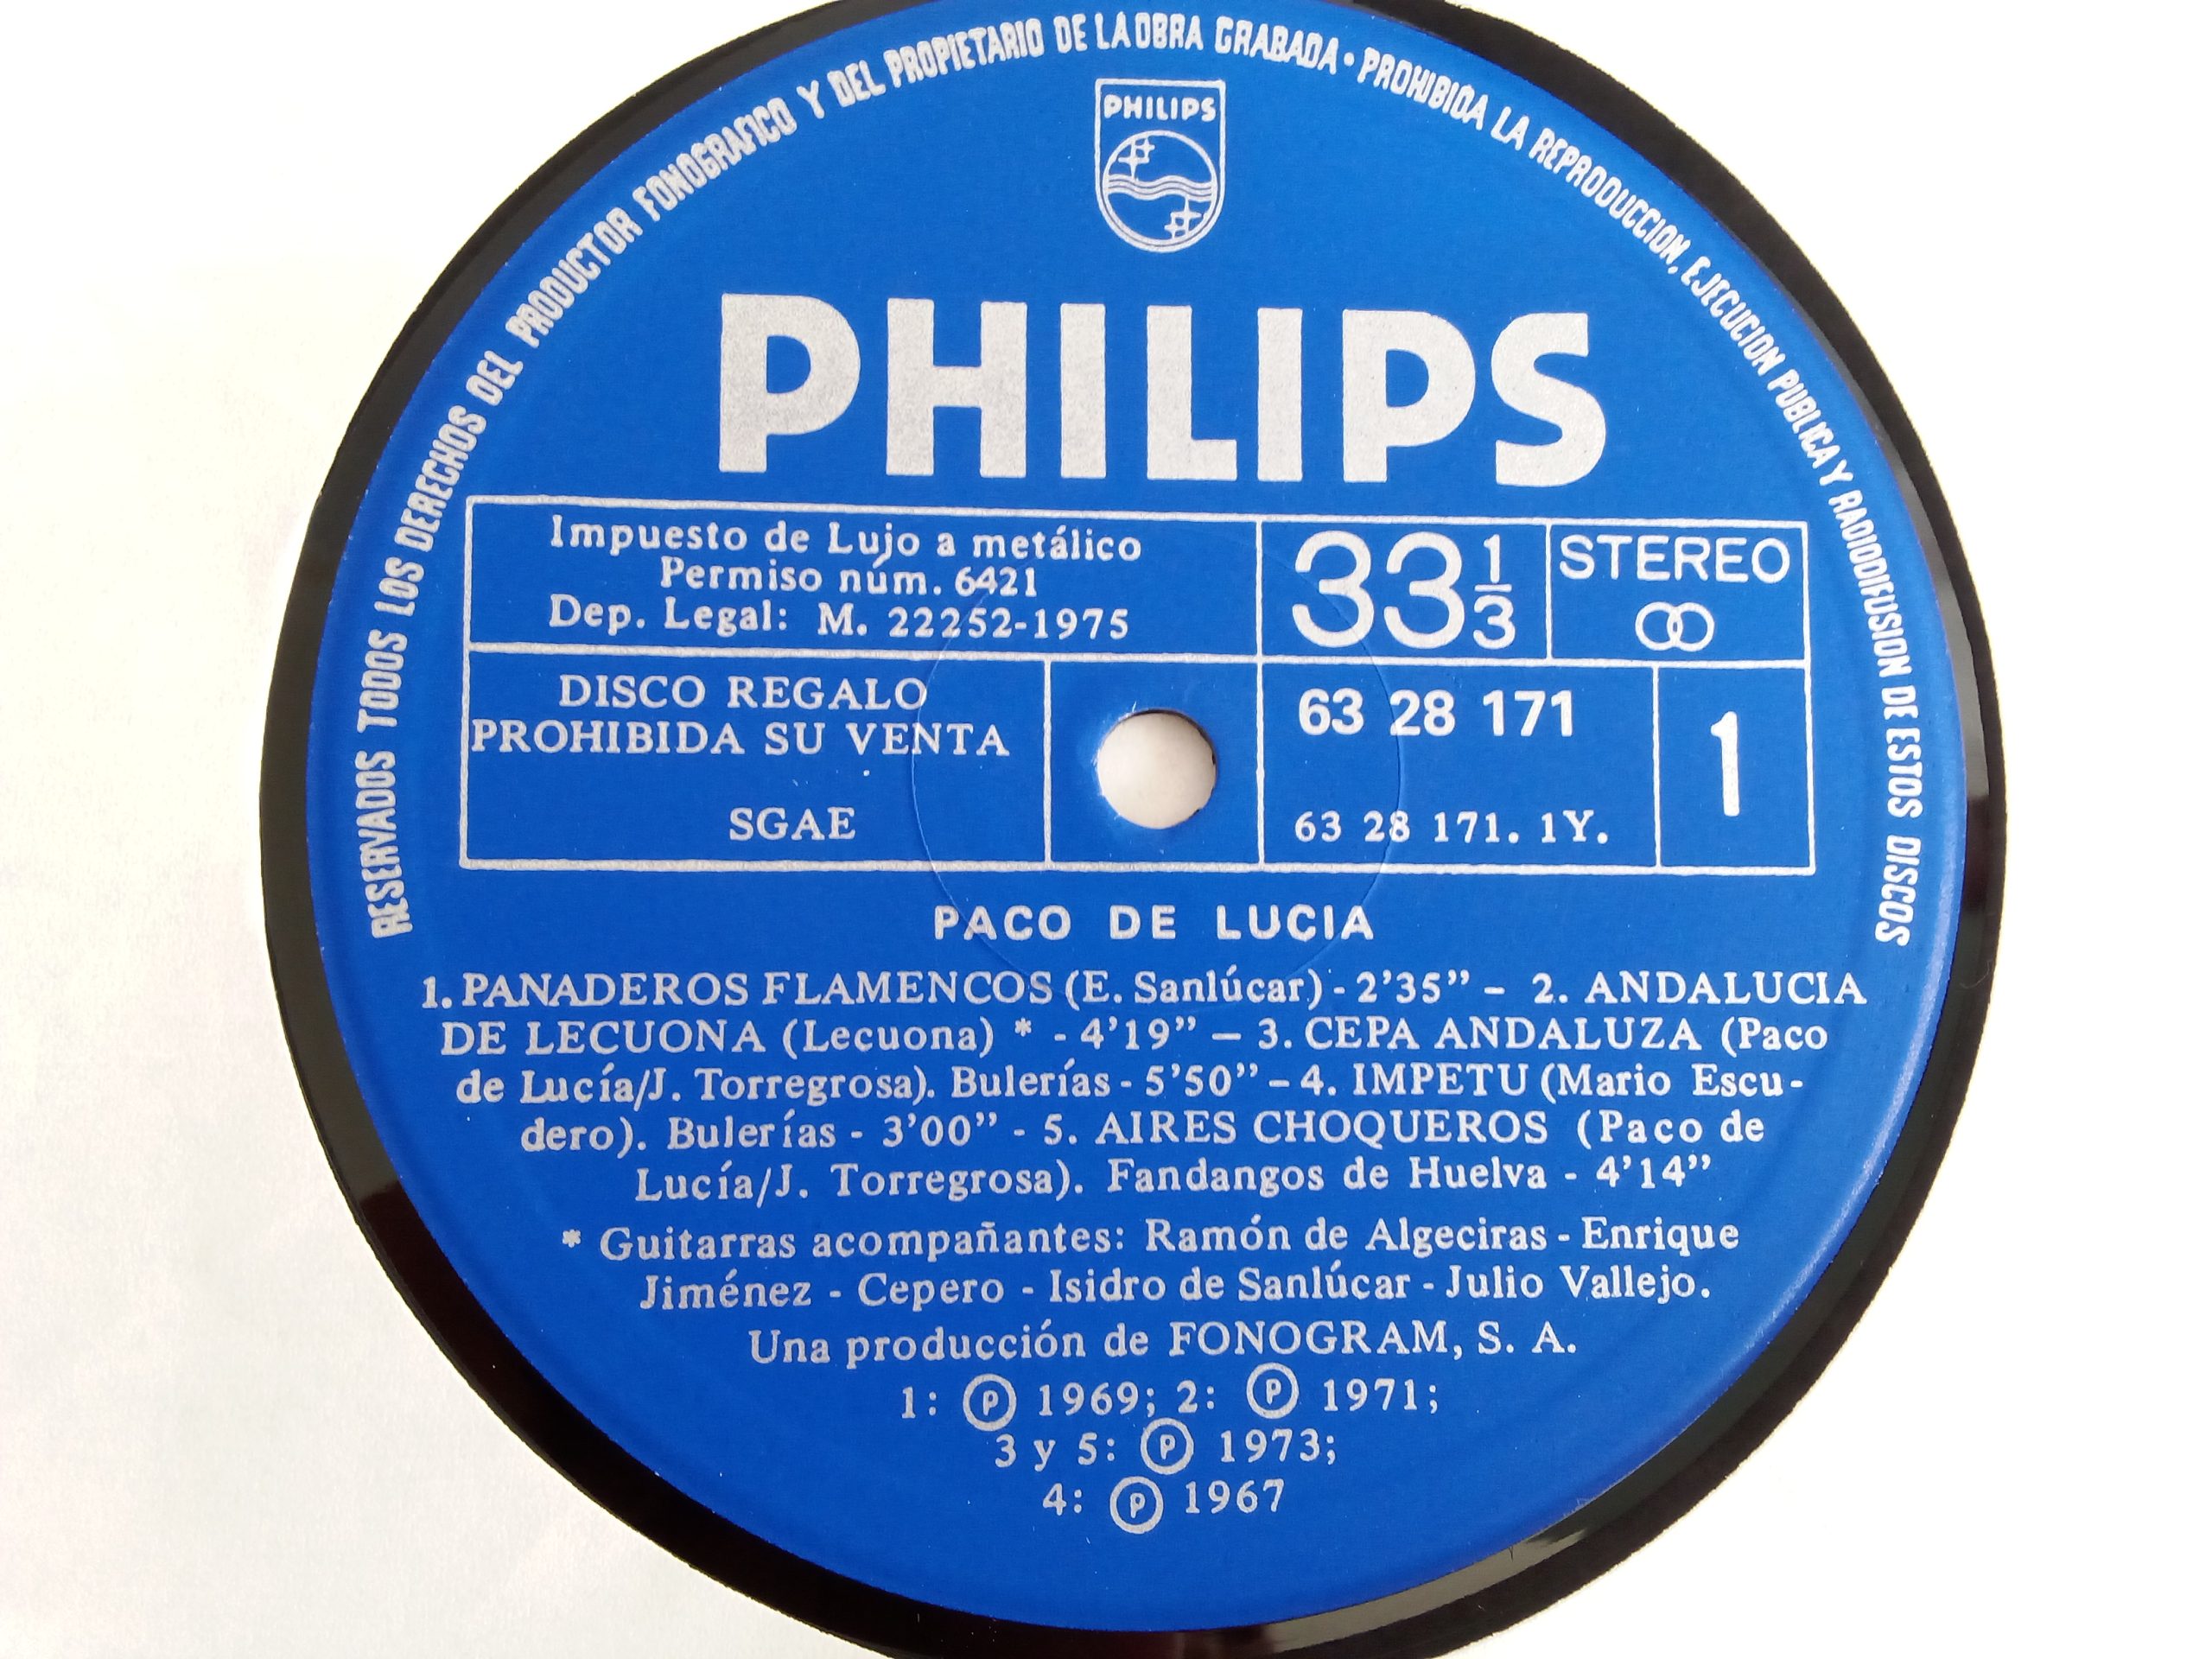 RESERVADOS TODOS LOS DERECHOS DEL PRODUCTOR FONOGRAFICO Y DEL PROPIETARIO DE LA OBRA GRABADA • PROHIBIDA LA REPRODUCCION, EJECUCION PUBLICA Y RADIODIFUSION DE ESTOS DISCOS
PHILIPS
PHILIPS
Impuesto de Lujo a metálico
Permiso núm. 6421
Dep. Legal: M. 22252-1975
33 1/3
STEREO
DISCO REGALO
PROHIBIDA SU VENTA
SGAE
63 28 171
63 28 171. 1Y.
1
PACO DE LUCIA
1. PANADEROS FLAMENCOS (E. Sanlúcar) - 2'35” – 2. ANDALUCIA
DE LECUONA (Lecuona) * - 4'19” – 3. CEPA ANDALUZA (Paco
de Lucía/J. Torregrosa). Bulerías - 5'50” – 4. IMPETU (Mario Escu-
dero). Bulerías - 3'00” - 5. AIRES CHOQUEROS (Paco de
Lucía/J. Torregrosa). Fandangos de Huelva - 4'14”
* Guitarras acompañantes: Ramón de Algeciras - Enrique
Jiménez - Cepero - Isidro de Sanlúcar - Julio Vallejo.
Una producción de FONOGRAM, S. A.
1: Ⓟ 1969; 2: Ⓟ 1971;
3 y 5: Ⓟ 1973;
4: Ⓟ 1967